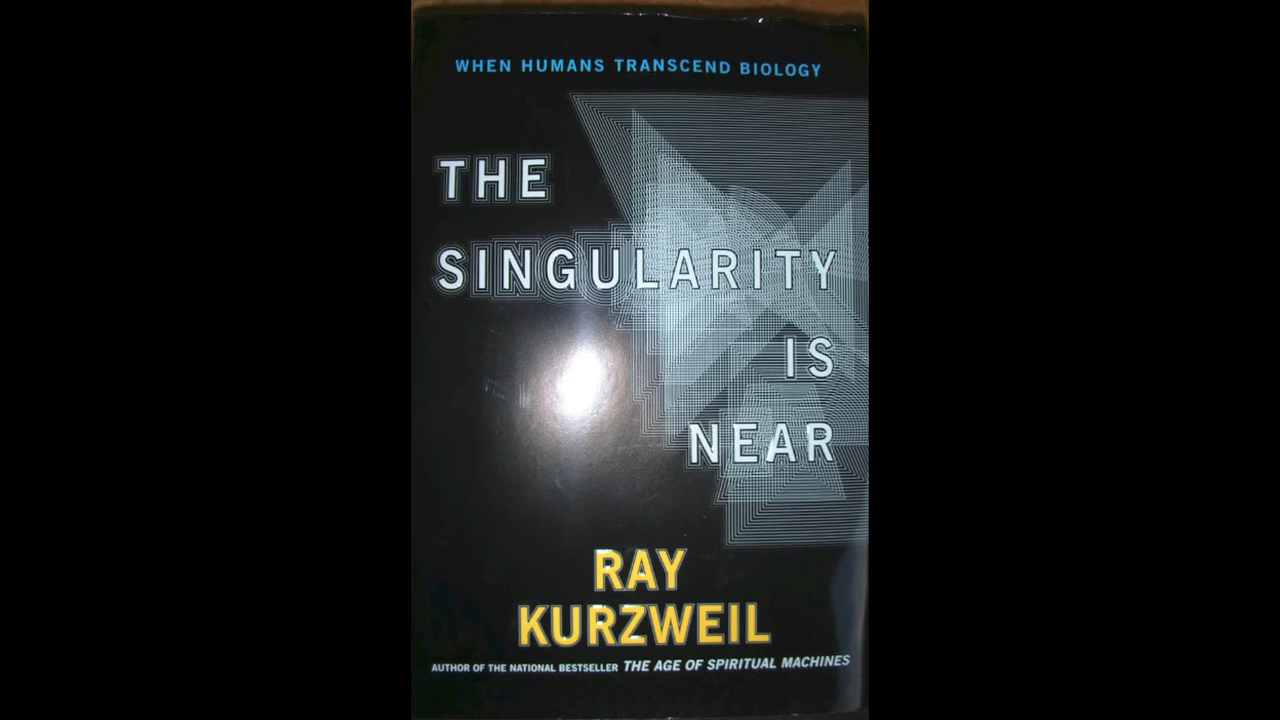 WHEN HUMANS TRANSCEND BIOLOGY
THE
SINGULARITY
IS
NEAR
RAY
KURZWEIL
AUTHOR OF THE NATIONAL BESTSELLER THE AGE OF SPIRITUAL MACHINES